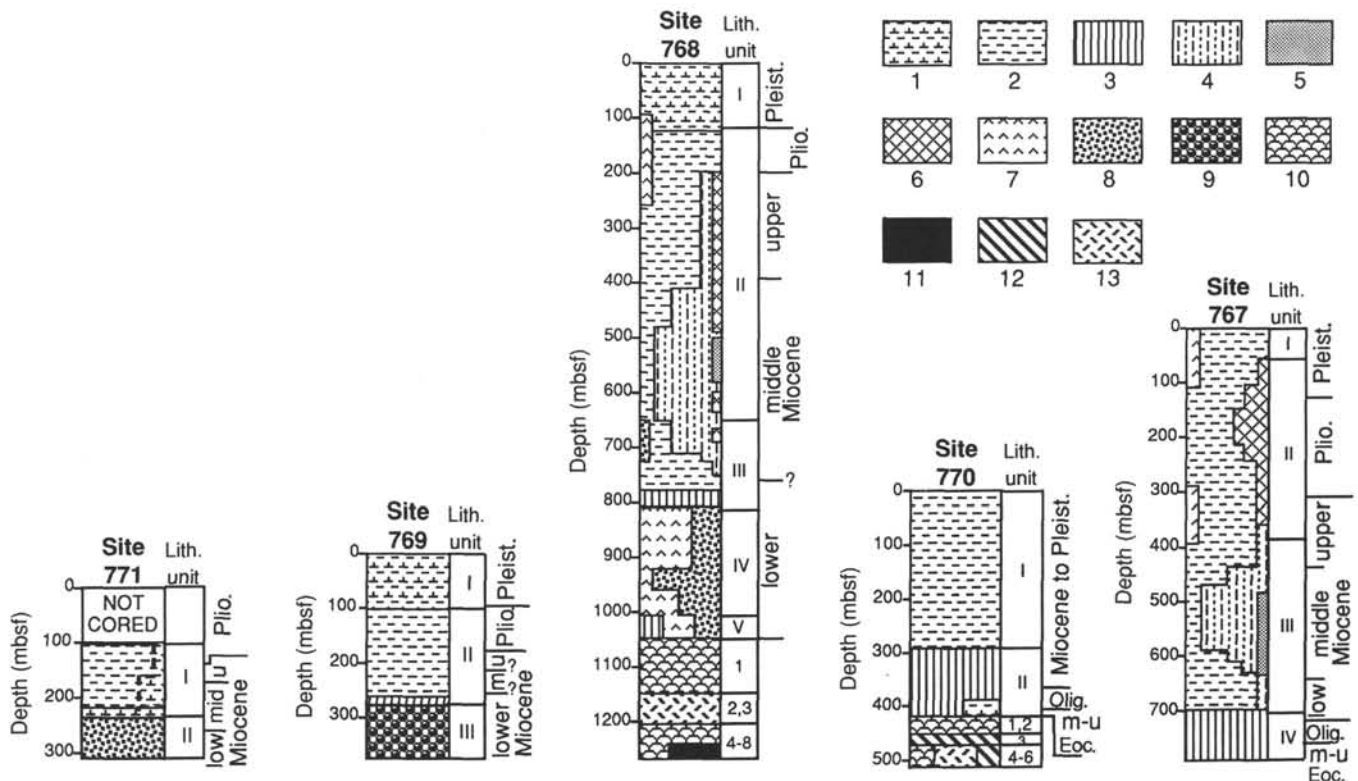 Site 771
Lith. unit
Depth (mbsf)
0
100
200
300
NOT CORED
I
II
Plio.
u
mid
low
Miocene
Site 769
Lith. unit
Depth (mbsf)
0
100
200
300
I
II
III
Pleist.
Plio.
?
u
m
?
lower
Miocene
Site 768
Lith. unit
Depth (mbsf)
0
100
200
300
400
500
600
700
800
900
1000
1100
1200
I
II
III
IV
V
1
2,3
4-8
Pleist.
Plio.
upper
middle
Miocene
?
lower
1
2
3
4
5
6
7
8
9
10
11
12
13
Site 770
Lith. unit
Depth (mbsf)
0
100
200
300
400
500
I
II
1,2
3
4-6
Miocene to Pleist.
Olig.
m-u
Eoc.
Site 767
Lith. unit
Depth (mbsf)
0
100
200
300
400
500
600
700
I
II
III
IV
Pleist.
Plio.
upper
middle
Miocene
low
Olig.
m-u
Eoc.